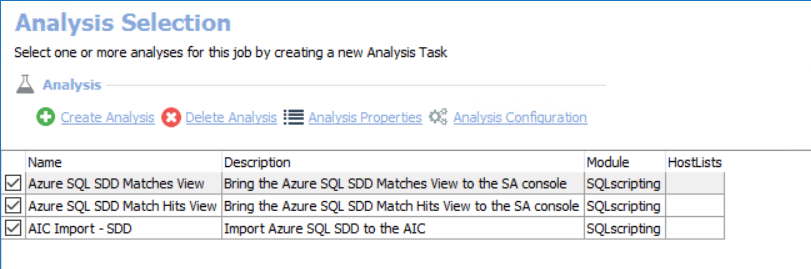 Analysis Selection
Select one or more analyses for this job by creating a new Analysis Task
Analysis
Create Analysis Delete Analysis Analysis Properties Analysis Configuration
Name Description Module HostLists
Azure SQL SDD Matches View Bring the Azure SQL SDD Matches View to the SA console SQLscripting
Azure SQL SDD Match Hits View Bring the Azure SQL SDD Match Hits View to the SA console SQLscripting
AIC Import - SDD Import Azure SQL SDD to the AIC SQLscripting